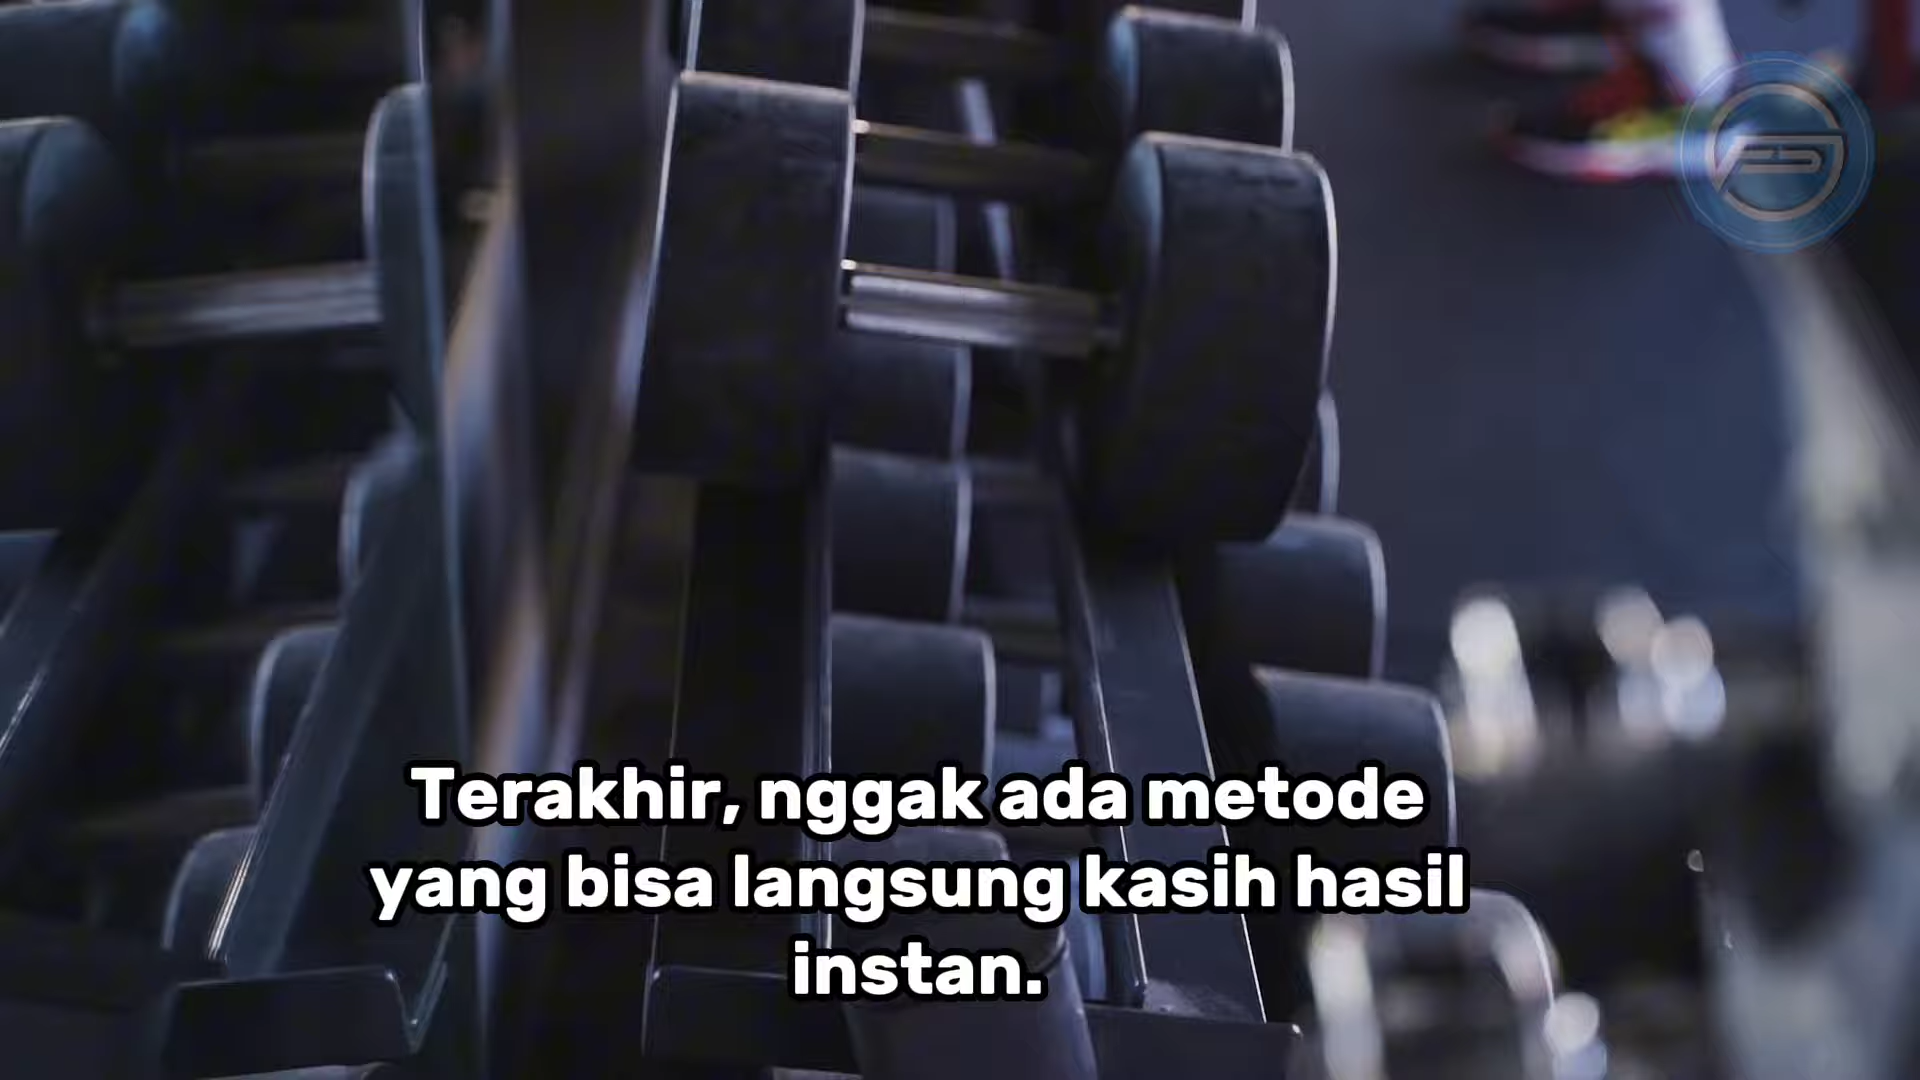 Terakhir, nggak ada metode
yang bisa langsung kasih hasil
instan.